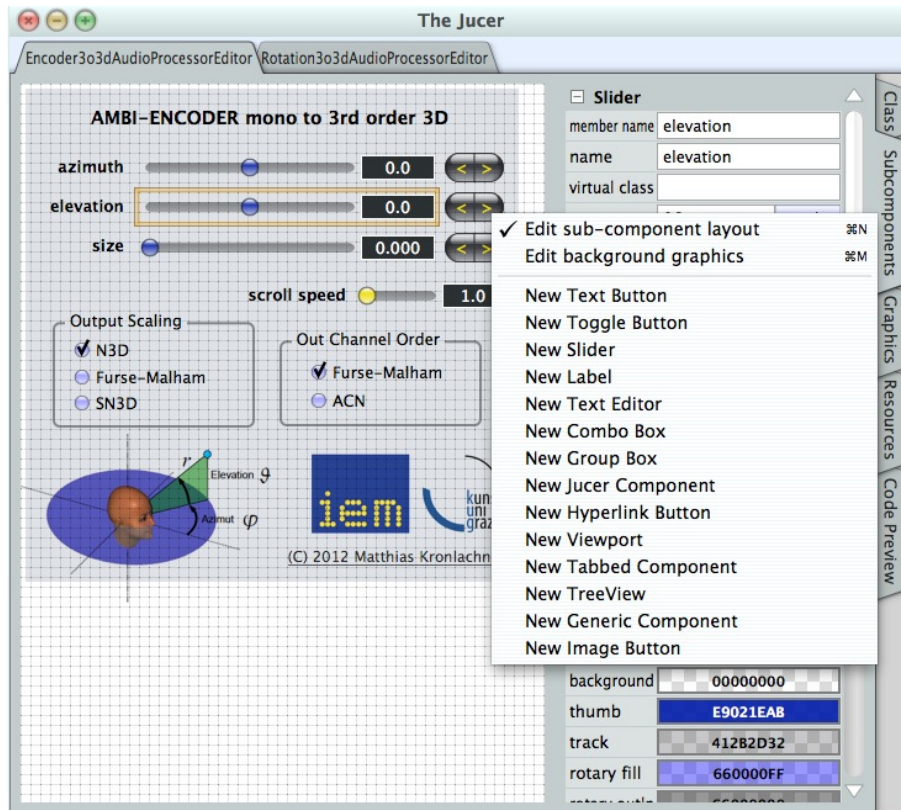 The Jucer
Encoder3o3dAudioProcessorEditor
Rotation3o3dAudioProcessorEditor
AMBI-ENCODER mono to 3rd order 3D
azimuth 0.0 < >
elevation 0.0 < >
size 0.000 < >
scroll speed 1.0
Output Scaling
N3D
Furse-Malham
SN3D
Out Channel Order
Furse-Malham
ACN
r
Elevation ϑ
Azimut φ
iem
kun
uni
graz
(C) 2012 Matthias Kronlachn
Slider
member name elevation
name elevation
virtual class
Edit sub-component layout ⌘N
Edit background graphics ⌘M
New Text Button
New Toggle Button
New Slider
New Label
New Text Editor
New Combo Box
New Group Box
New Jucer Component
New Hyperlink Button
New Viewport
New Tabbed Component
New TreeView
New Generic Component
New Image Button
background 00000000
thumb E9021EAB
track 412B2D32
rotary fill 660000FF
Class
Subcomponents
Graphics
Resources
Code Preview